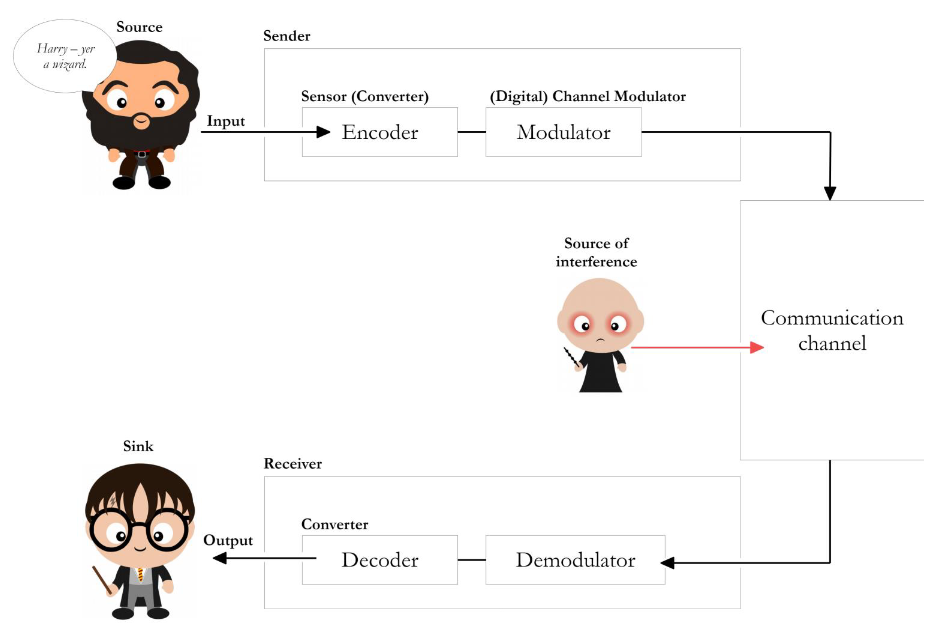 Source
Harry – yer
a wizard.
Input
Sender
Sensor (Converter)
Encoder
(Digital) Channel Modulator
Modulator
Source of
interference
Communication
channel
Sink
Output
Receiver
Converter
Decoder
Demodulator